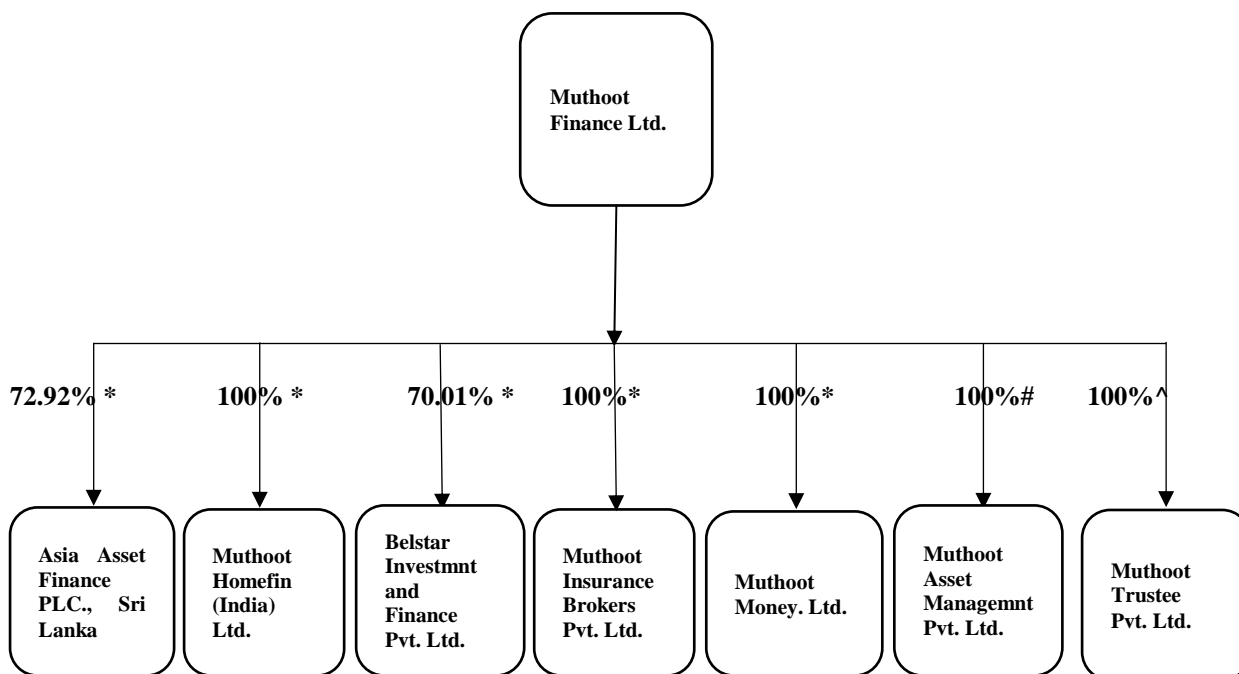 Muthoot
Finance Ltd.
72.92% *
100% *
70.01% *
100%*
100%*
100%#
100%^
Asia Asset
Finance
PLC., Sri
Lanka
Muthoot
Homefin
(India)
Ltd.
Belstar
Investmnt
and
Finance
Pvt. Ltd.
Muthoot
Insurance
Brokers
Pvt. Ltd.
Muthoot
Money. Ltd.
Muthoot
Asset
Managemnt
Pvt. Ltd.
Muthoot
Trustee
Pvt. Ltd.